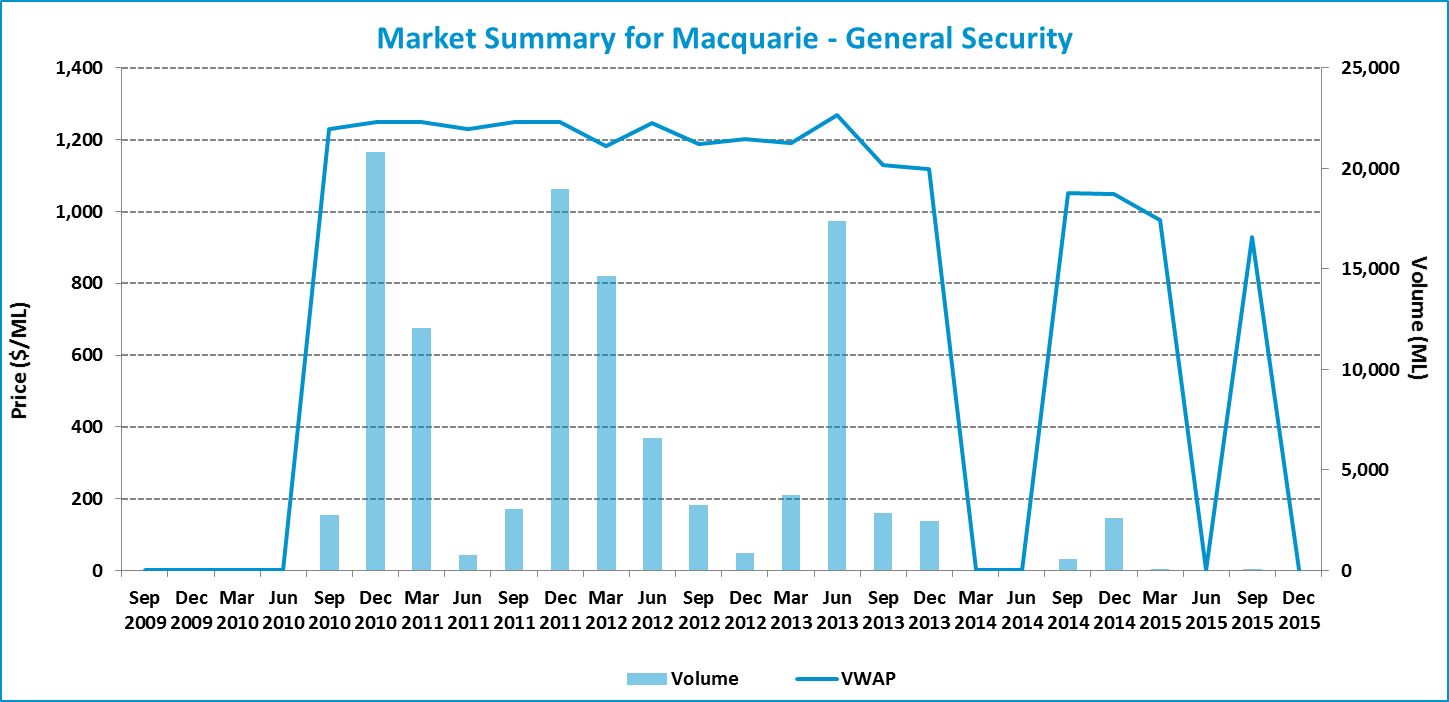 Market Summary for Macquarie - General Security
1,400
1,200
1,000
800
600
400
200
0
Price ($/ML)
25,000
20,000
15,000
10,000
5,000
0
Volume (ML)
Sep Dec Mar Jun Sep Dec Mar Jun Sep Dec Mar Jun Sep Dec Mar Jun Sep Dec Mar Jun Sep Dec Mar Jun Sep Dec
2009 2009 2010 2010 2010 2010 2011 2011 2011 2011 2012 2012 2012 2012 2013 2013 2013 2013 2014 2014 2014 2014 2015 2015 2015 2015
Volume VWAP